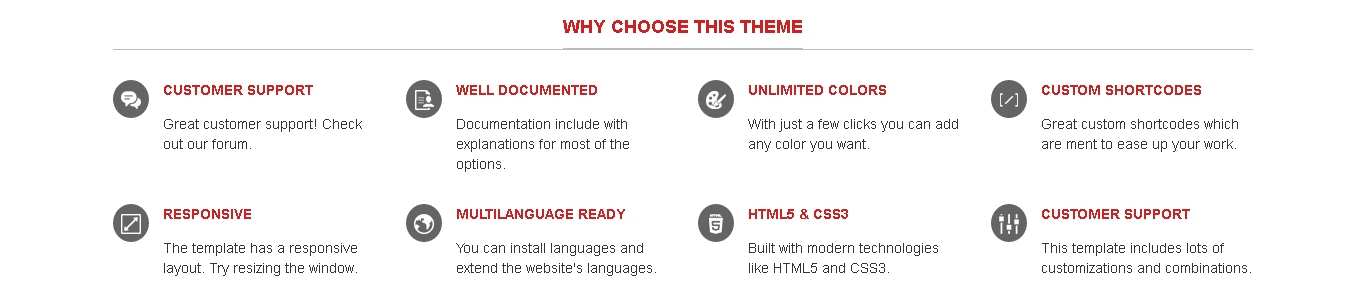 WHY CHOOSE THIS THEME
CUSTOMER SUPPORT
Great customer support! Check
out our forum.
WELL DOCUMENTED
Documentation include with
explanations for most of the
options.
UNLIMITED COLORS
With just a few clicks you can add
any color you want.
CUSTOM SHORTCODES
Great custom shortcodes which
are ment to ease up your work.
RESPONSIVE
The template has a responsive
layout. Try resizing the window.
MULTILANGUAGE READY
You can install languages and
extend the website's languages.
HTML
5
HTML5 & CSS3
Built with modern technologies
like HTML5 and CSS3.
CUSTOMER SUPPORT
This template includes lots of
customizations and combinations.